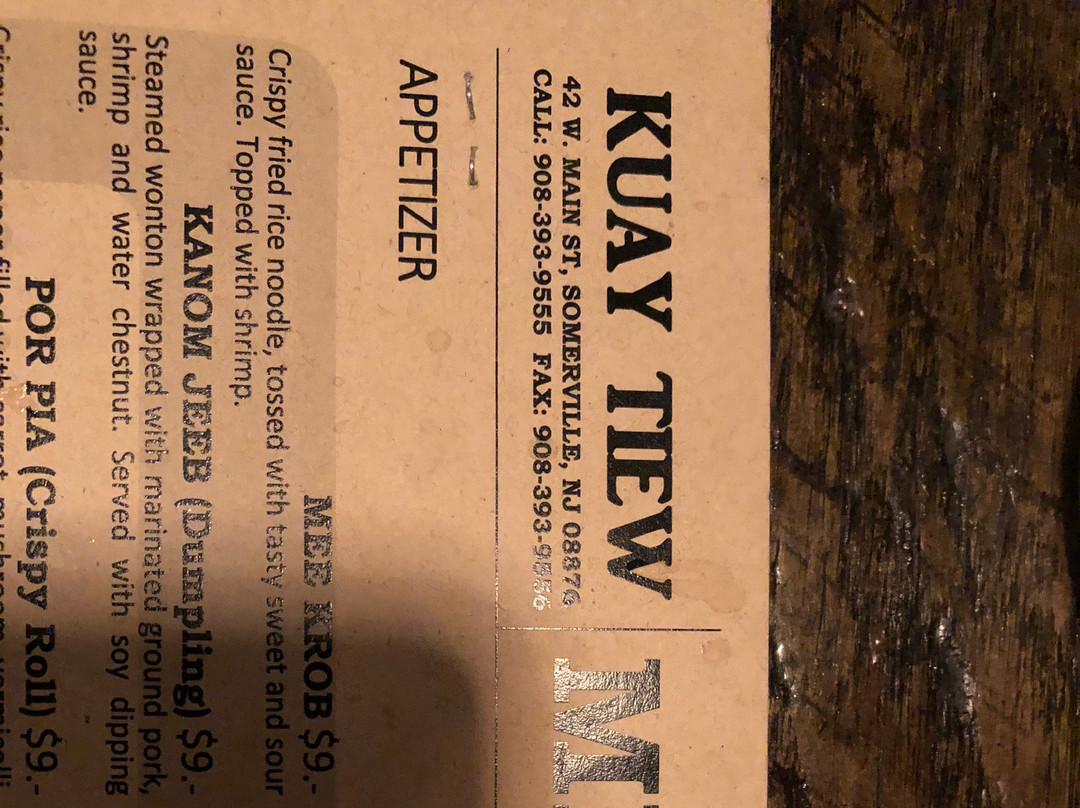 KUAY TIEW
42 W. MAIN ST, SOMERVILLE, NJ 08876
CALL: 908-393-9555 FAX: 908-393-9556
APPETIZER
MEE KROB $9.-
Crispy fried rice noodle, tossed with tasty sweet and sour
sauce. Topped with shrimp.
KANOM JEEB (Dumpling) $9.-
Steamed wonton wrapped with marinated ground pork,
shrimp and water chestnut. Served with soy dipping
sauce.
POR PIA (Crispy Roll) $9.-